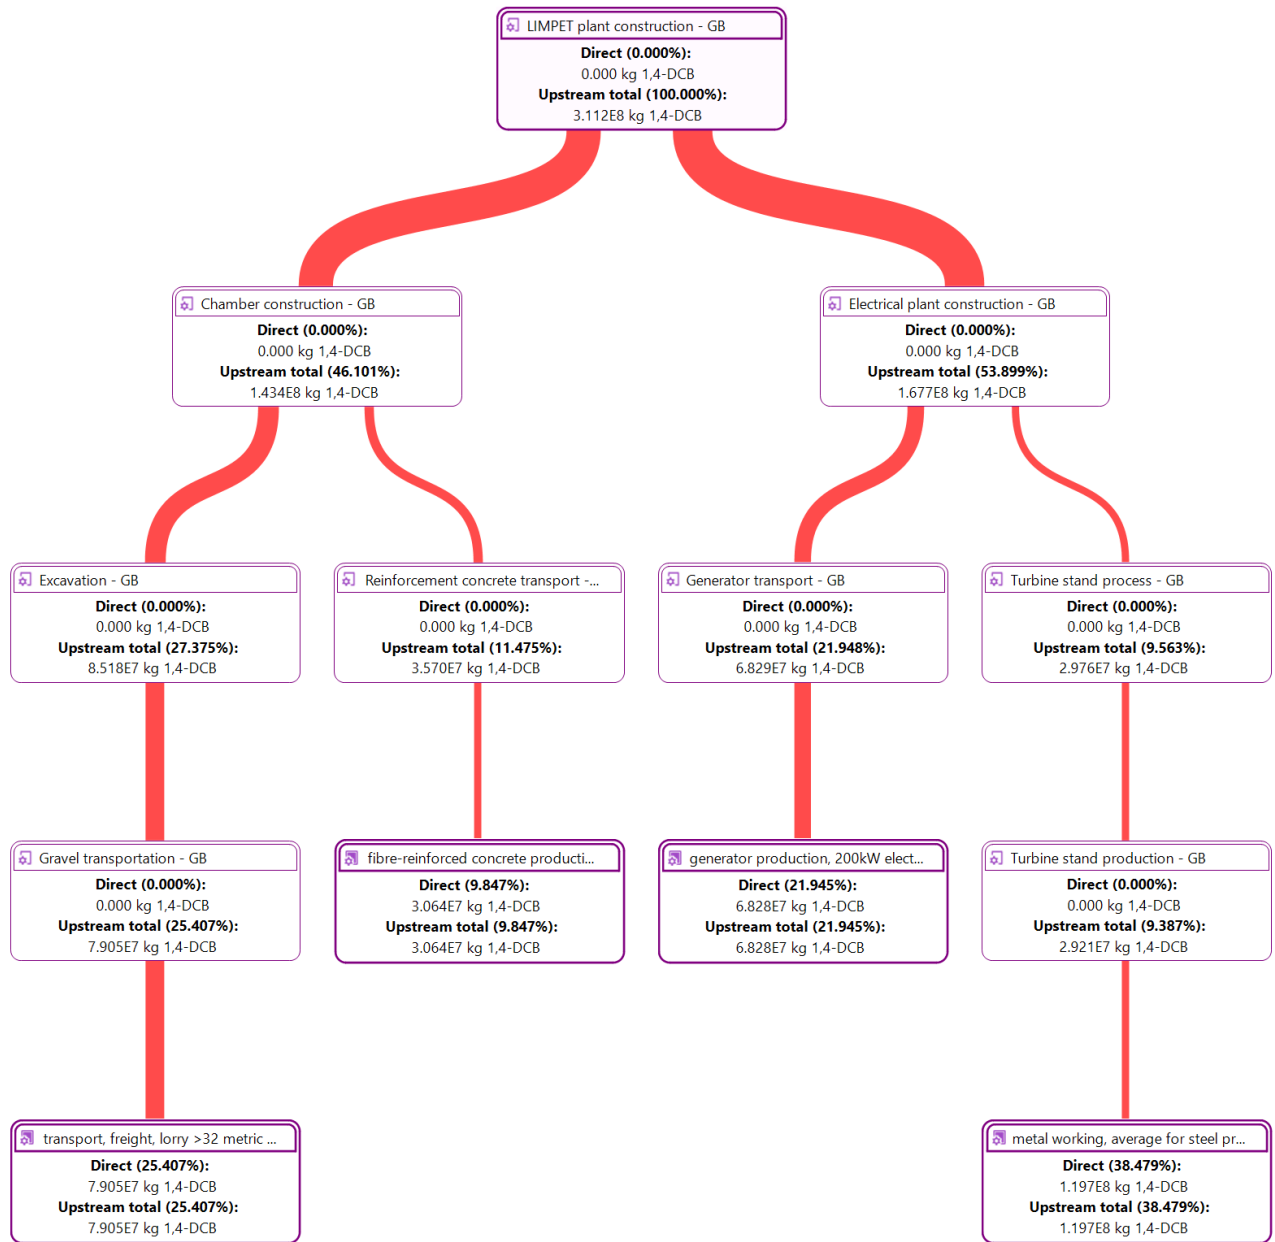 LIMPET plant construction - GB
Direct (0.000%):
0.000 kg 1,4-DCB
Upstream total (100.000%):
3.112E8 kg 1,4-DCB
Chamber construction - GB
Direct (0.000%):
0.000 kg 1,4-DCB
Upstream total (46.101%):
1.434E8 kg 1,4-DCB
Electrical plant construction - GB
Direct (0.000%):
0.000 kg 1,4-DCB
Upstream total (53.899%):
1.677E8 kg 1,4-DCB
Excavation - GB
Direct (0.000%):
0.000 kg 1,4-DCB
Upstream total (27.375%):
8.518E7 kg 1,4-DCB
Reinforcement concrete transport -...
Direct (0.000%):
0.000 kg 1,4-DCB
Upstream total (11.475%):
3.570E7 kg 1,4-DCB
Generator transport - GB
Direct (0.000%):
0.000 kg 1,4-DCB
Upstream total (21.948%):
6.829E7 kg 1,4-DCB
Turbine stand process - GB
Direct (0.000%):
0.000 kg 1,4-DCB
Upstream total (9.563%):
2.976E7 kg 1,4-DCB
Gravel transportation - GB
Direct (0.000%):
0.000 kg 1,4-DCB
Upstream total (25.407%):
7.905E7 kg 1,4-DCB
fibre-reinforced concrete producti...
Direct (9.847%):
3.064E7 kg 1,4-DCB
Upstream total (9.847%):
3.064E7 kg 1,4-DCB
generator production, 200kW elect...
Direct (21.945%):
6.828E7 kg 1,4-DCB
Upstream total (21.945%):
6.828E7 kg 1,4-DCB
Turbine stand production - GB
Direct (0.000%):
0.000 kg 1,4-DCB
Upstream total (9.387%):
2.921E7 kg 1,4-DCB
transport, freight, lorry >32 metric ...
Direct (25.407%):
7.905E7 kg 1,4-DCB
Upstream total (25.407%):
7.905E7 kg 1,4-DCB
metal working, average for steel pr...
Direct (38.479%):
1.197E8 kg 1,4-DCB
Upstream total (38.479%):
1.197E8 kg 1,4-DCB